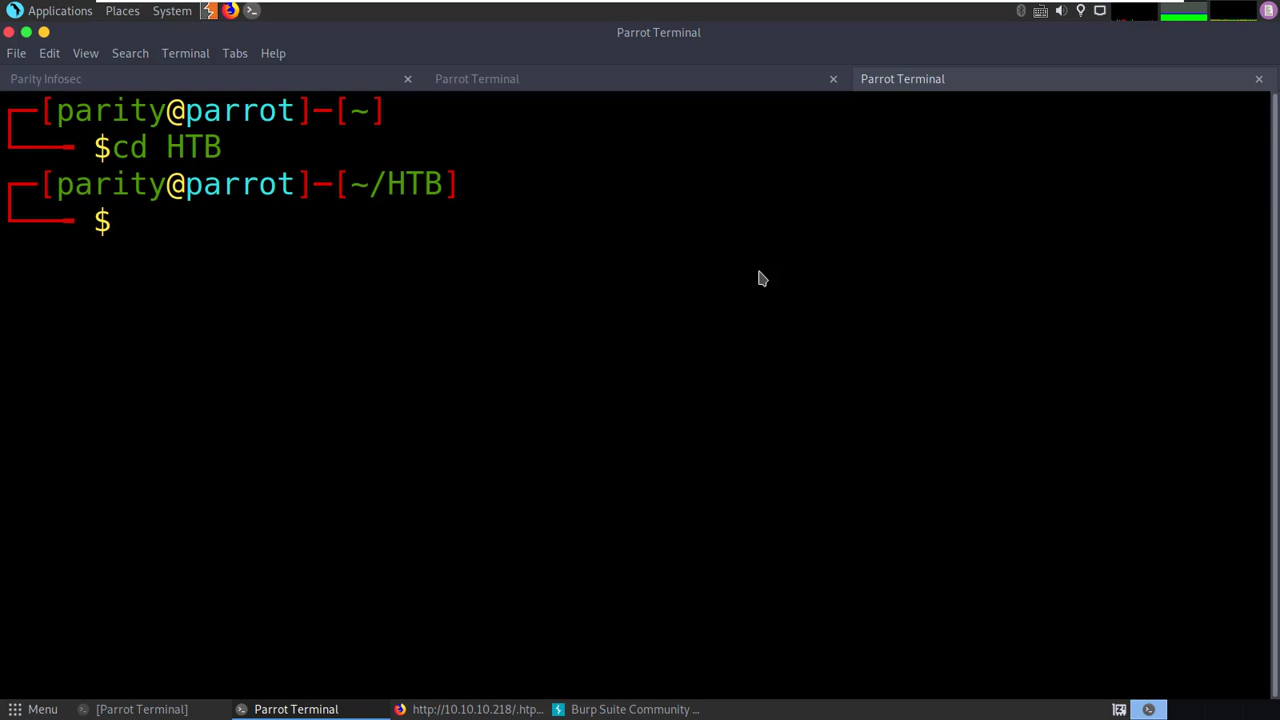 Applications Places System
Parrot Terminal
File Edit View Search Terminal Tabs Help
Parity Infosec
Parrot Terminal
Parrot Terminal
[parity@parrot]─[~]
$cd HTB
[parity@parrot]─[~/HTB]
$
Menu [Parrot Terminal] Parrot Terminal http://10.10.10.218/.htp... Burp Suite Community ...